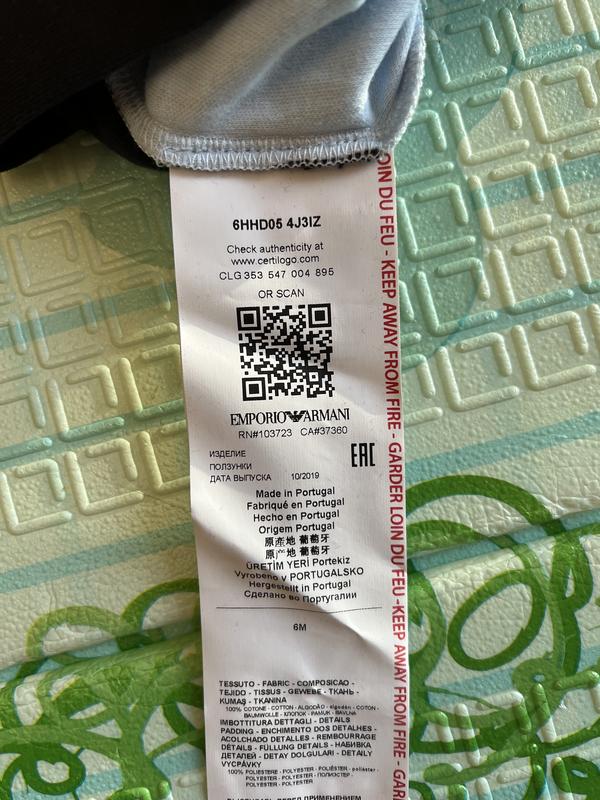 6HHD05 4J3IZ
Check authenticity at
www.certilogo.com
CLG 353 547 004 895
OR SCAN
EMPORIO ARMANI
RN#103723 CA#37360
ИЗДЕЛИЕ
ПОЛЗУНКИ
ДАТА ВЫПУСКА 10/2019
EAC
Made in Portugal
Fabriqué en Portugal
Hecho en Portugal
Origem Portugal
原産地 葡萄牙
原产地 葡萄牙
ÜRETİM YERİ Portekiz
Vyrobeno v PORTUGALSKO
Hergestellt in Portugal
Сделано во Португалии
6M
TESSUTO - FABRIC - COMPOSICAO -
TEJIDO - TISSUS - GEWEBE - ТКАНЬ -
KUMAŞ - TKANINA
100% COTONE - COTTON - ALGODÃO - algodón - COTON -
BAUMWOLLE - ХЛОПОК - PAMUK - BAVLNA
IMBOTTITURA DETTAGLI - DETAILS
PADDING - ENCHIMENTO DOS DETALHES -
ACOLCHADO DETALLES - REMBOURRAGE
DÉTAILS - FÜLLUNG DETAILS - НАБИВКА
ДЕТАЛЕЙ - DETAY DOLGULARI - DETAILY
VYCPÁVKY
100% POLIESTERE - POLYESTER - POLIÉSTER - poliéster -
POLYESTER - POLYESTER - ПОЛИЭСТЕР -
POLYESTER - POLYESTER
ПЕРЕД ПРИМЕНЕНИЕМ
OIN DU FEU - KEEP AWAY FROM FIRE - GARDER LOIN DU FEU - KEEP AWAY FROM FIRE - GAR